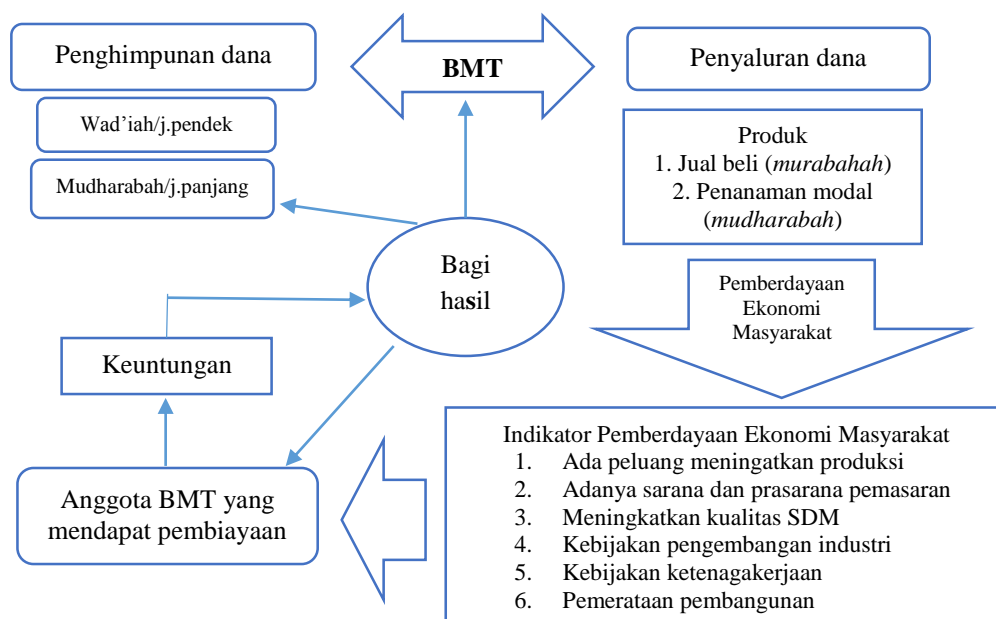 Penghimpunan dana
BMT
Penyaluran dana
Wad’iah/j.pendek
Mudharabah/j.panjang
Produk
1. Jual beli (murabahah)
2. Penanaman modal
(mudharabah)
Bagi
hasil
Pemberdayaan
Ekonomi
Masyarakat
Keuntungan
Anggota BMT yang
mendapat pembiayaan
Indikator Pemberdayaan Ekonomi Masyarakat
1. Ada peluang meningatkan produksi
2. Adanya sarana dan prasarana pemasaran
3. Meningkatkan kualitas SDM
4. Kebijakan pengembangan industri
5. Kebijakan ketenagakerjaan
6. Pemerataan pembangunan